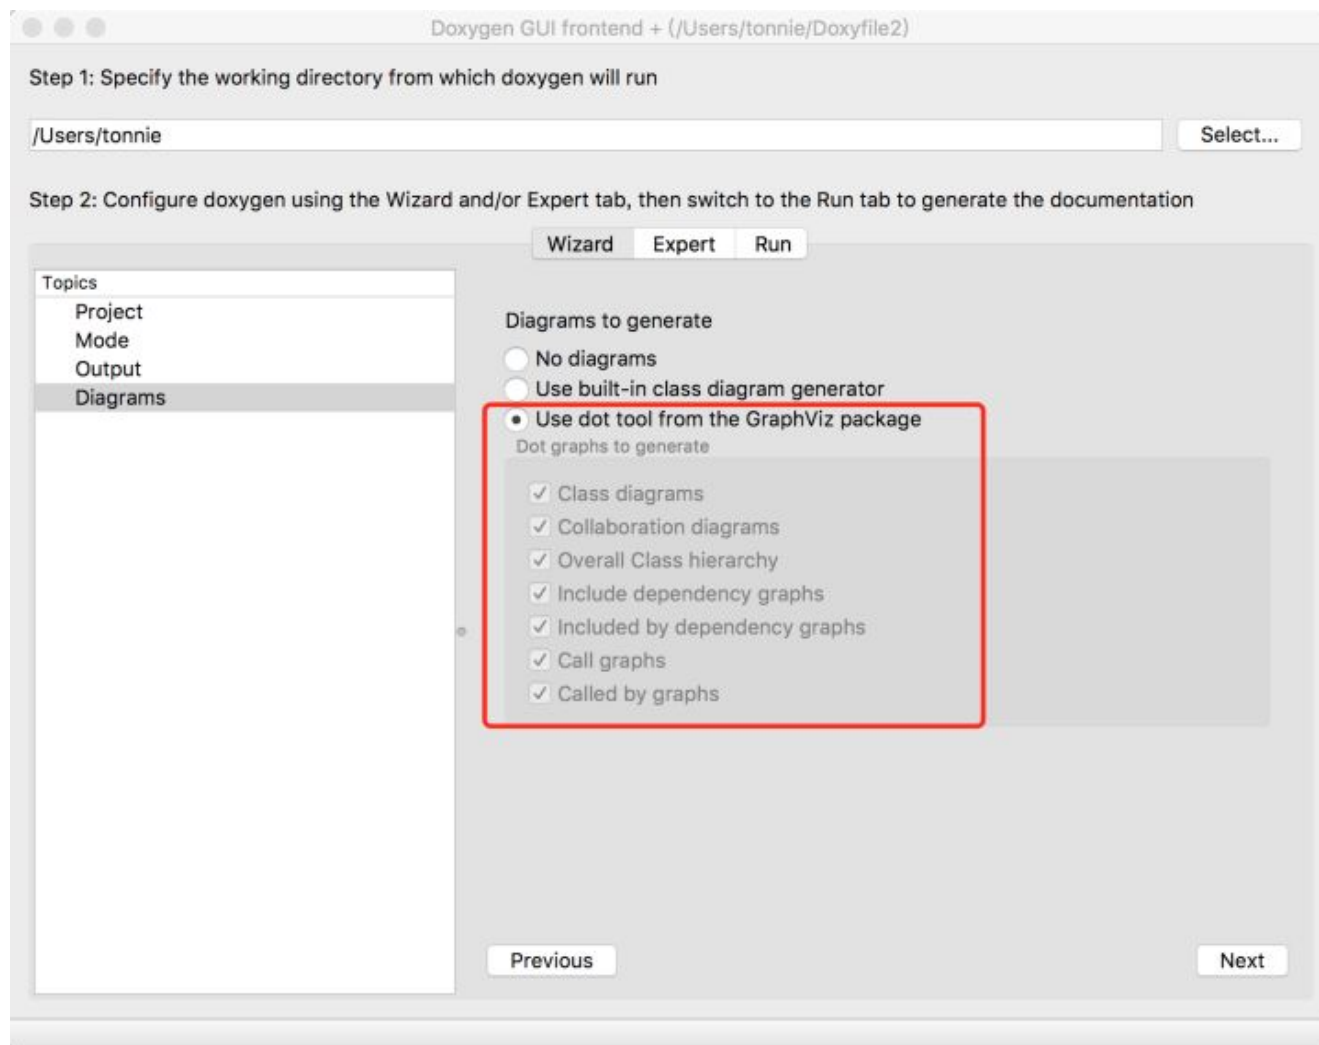 Doxygen GUI frontend + (/Users/tonnie/Doxyfile2)
Step 1: Specify the working directory from which doxygen will run
/Users/tonnie
Select...
Step 2: Configure doxygen using the Wizard and/or Expert tab, then switch to the Run tab to generate the documentation
Wizard Expert Run
Topics
Project
Mode
Output
Diagrams
Diagrams to generate
No diagrams
Use built-in class diagram generator
Use dot tool from the GraphViz package
Dot graphs to generate
Class diagrams
Collaboration diagrams
Overall Class hierarchy
Include dependency graphs
Included by dependency graphs
Call graphs
Called by graphs
Previous
Next